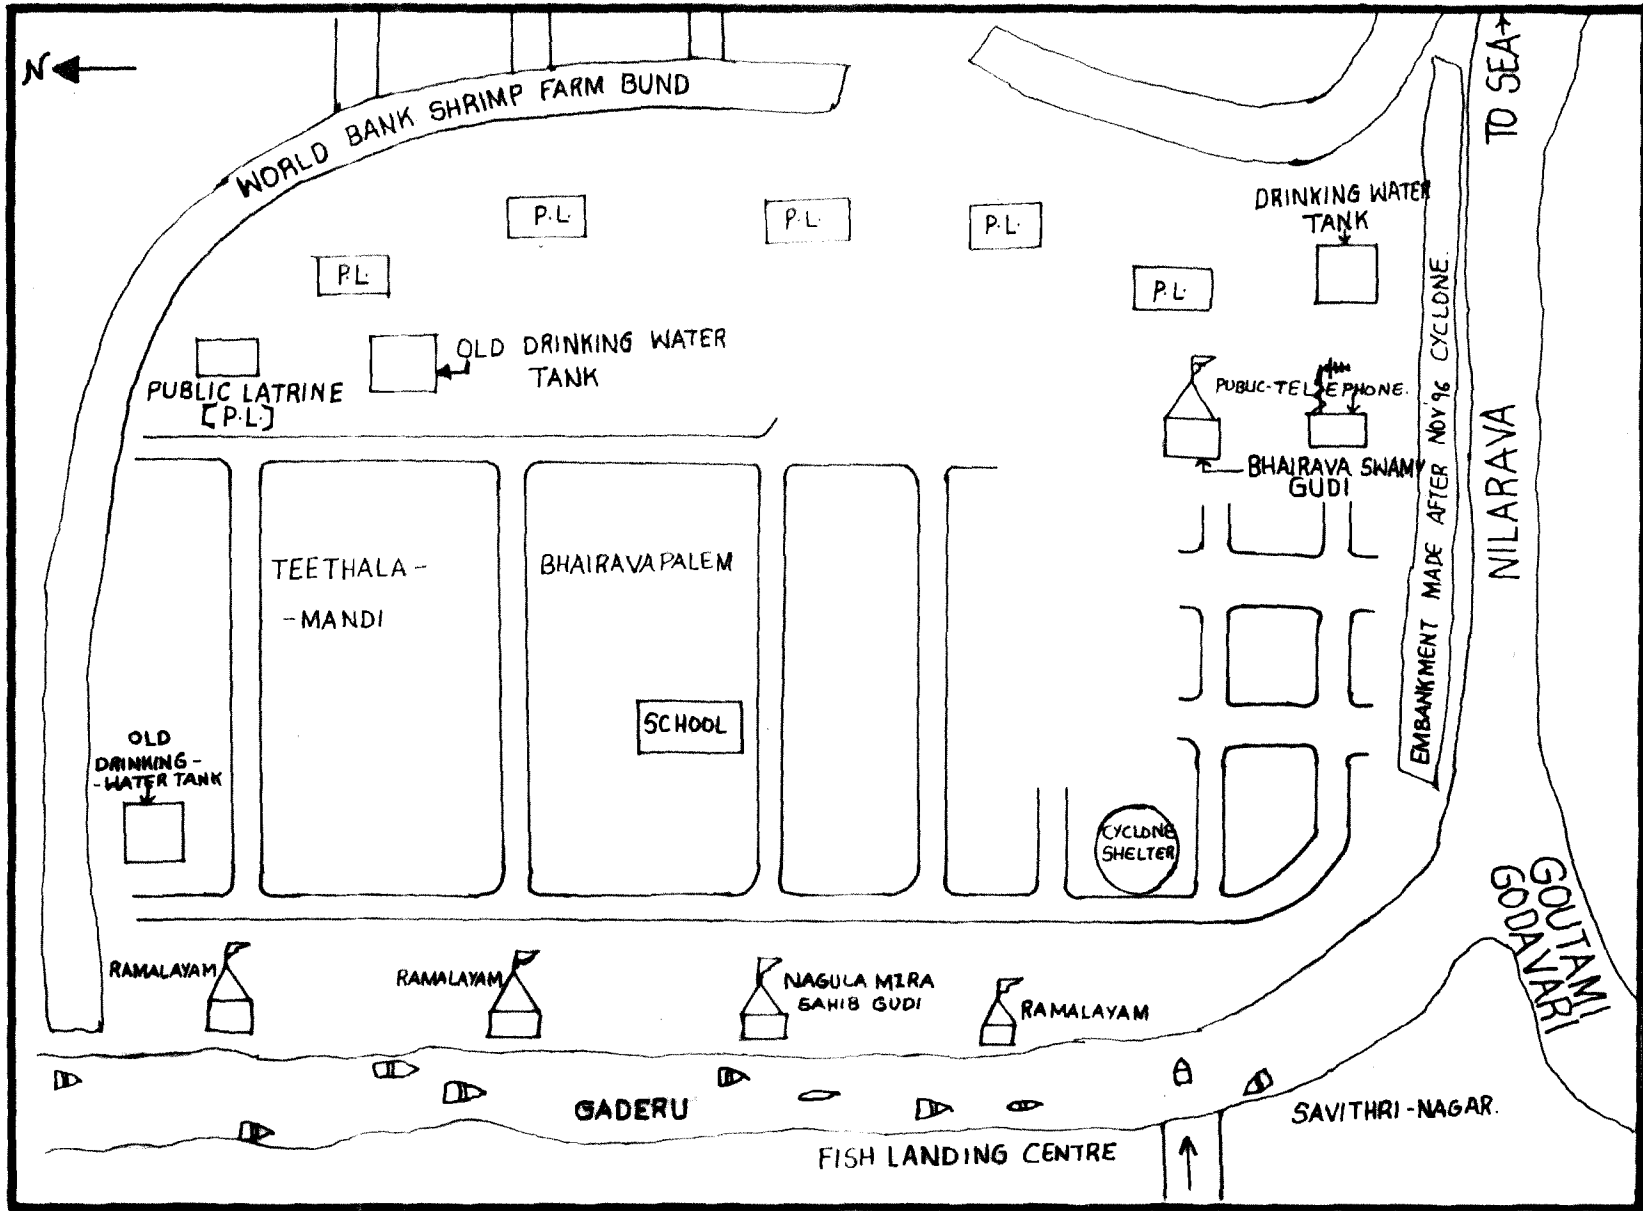 N
TO SEA
WORLD BANK SHRIMP FARM BUND
P.L.
P.L.
P.L.
DRINKING WATER
TANK
P.L.
P.L.
OLD DRINKING WATER
TANK
PUBLIC LATRINE
[P.L.]
PUBLIC-TELEPHONE.
BHAIRAVA SWAMY
GUDI
EMBANKMENT MADE AFTER NOV'96 CYCLONE.
NILARAVA
TEETHALA-
-MANDI
BHAIRAVAPALEM
SCHOOL
OLD
DRINKING-
-WATER TANK
CYCLONE
SHELTER
GOUTAMI
GODAVARI
RAMALAYAM
RAMALAYAM
NAGULA MIRA
SAHIB GUDI
RAMALAYAM
GADERU
SAVITHRI-NAGAR.
FISH LANDING CENTRE